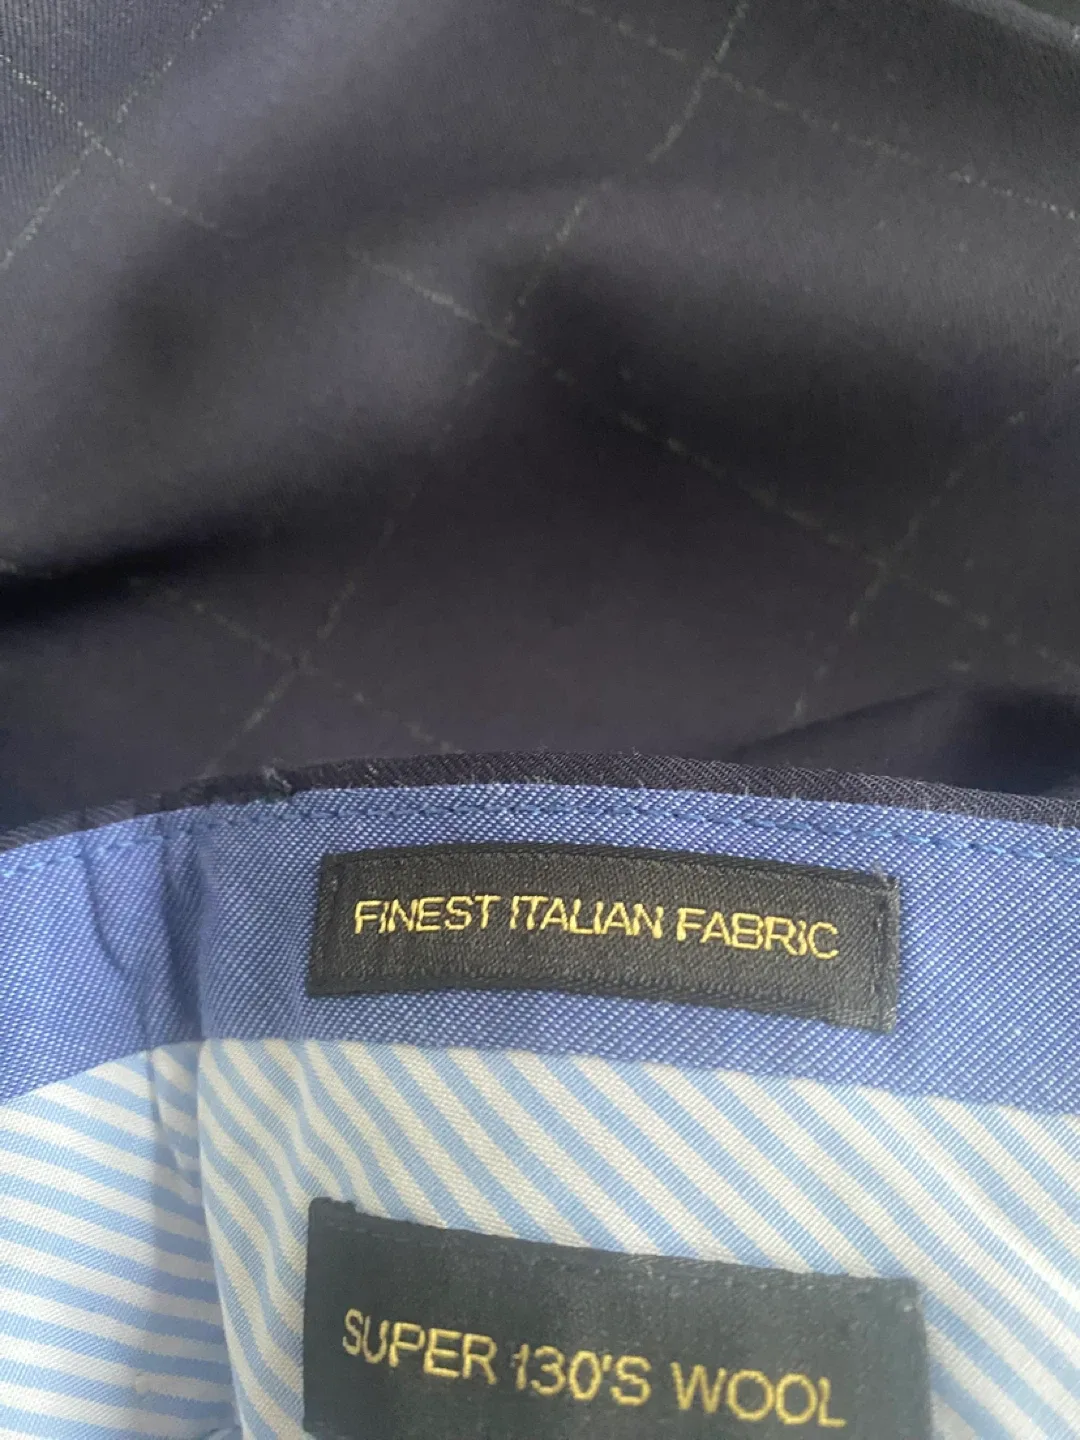 FINEST ITALIAN FABRIC
SUPER 130'S WOOL